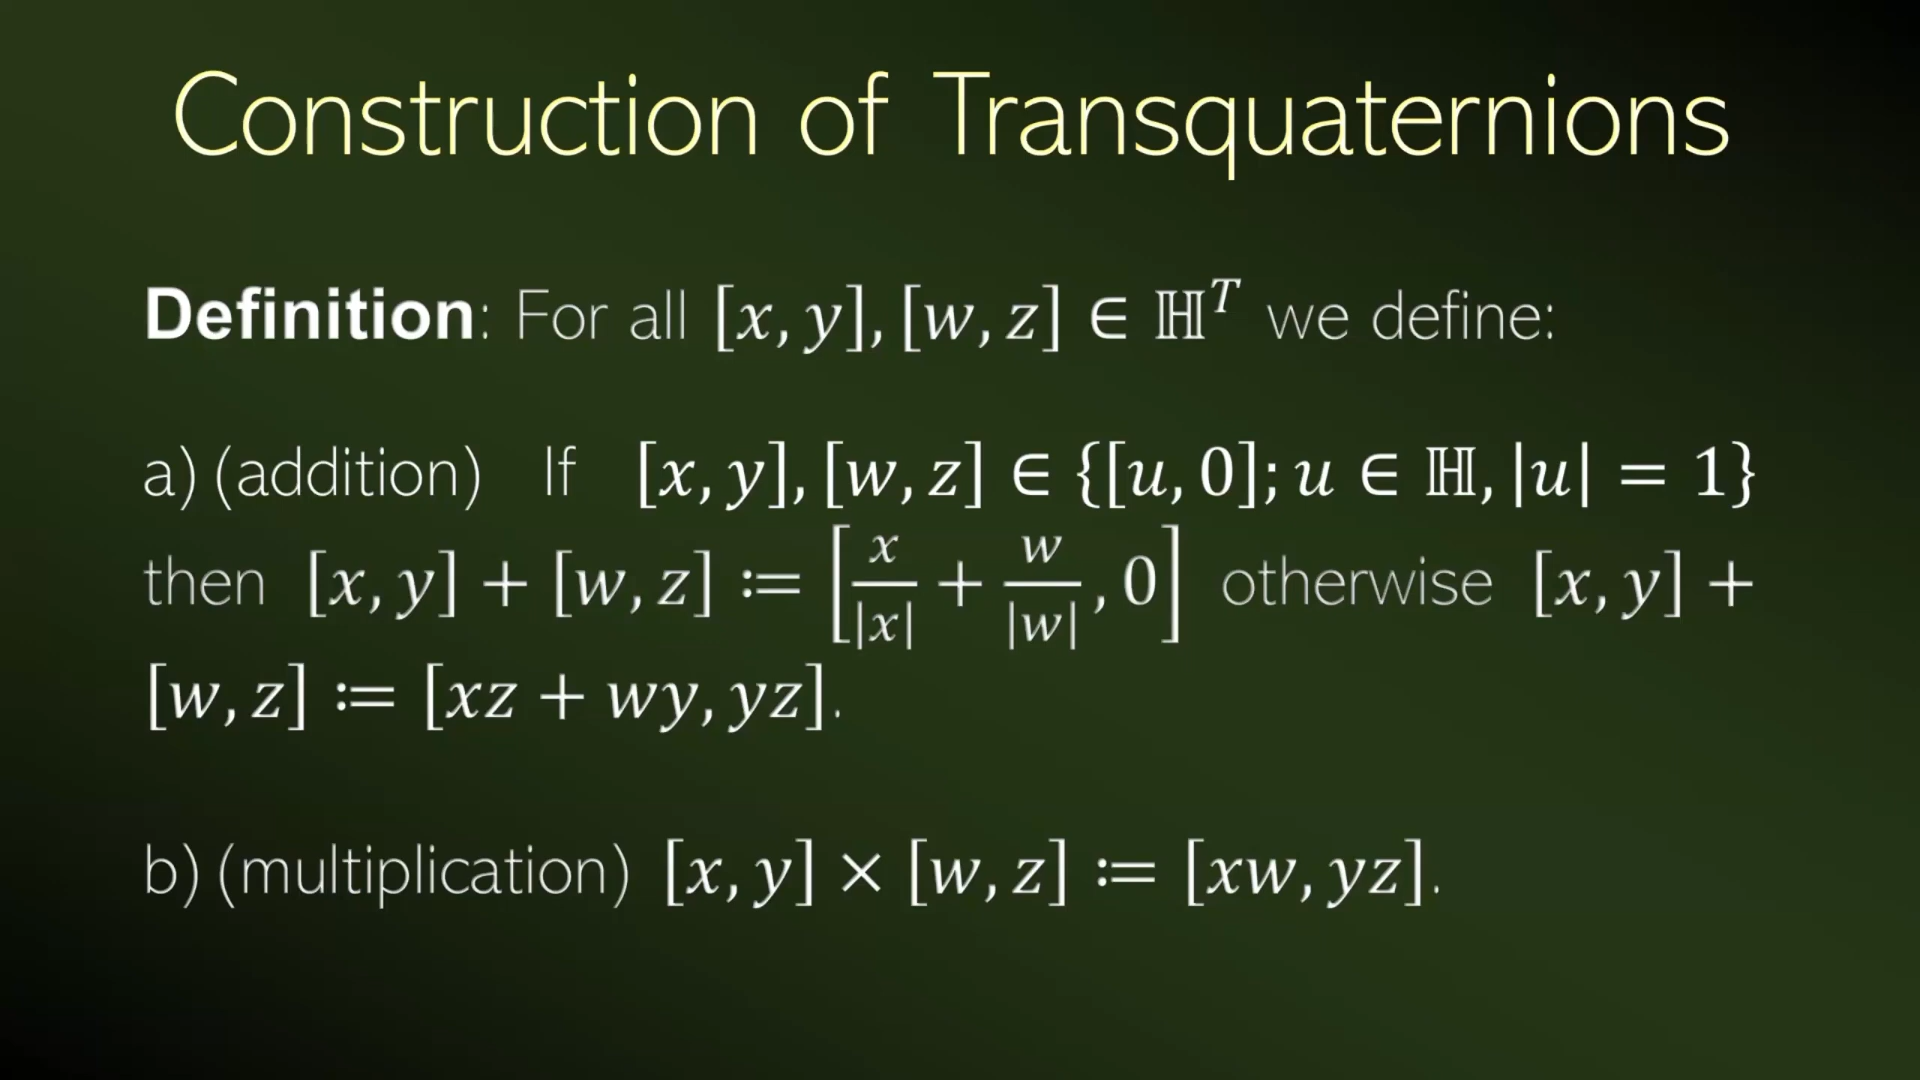 Construction of Transquaternions
Definition: For all [x, y], [w, z] ∈ ℍᵀ we define:
a) (addition) If [x, y], [w, z] ∈ {[u, 0]; u ∈ ℍ, |u| = 1}
then [x, y] + [w, z] ≔ [x/|x| + w/|w|, 0] otherwise [x, y] +
[w, z] ≔ [xz + wy, yz].
b) (multiplication) [x, y] × [w, z] ≔ [xw, yz].